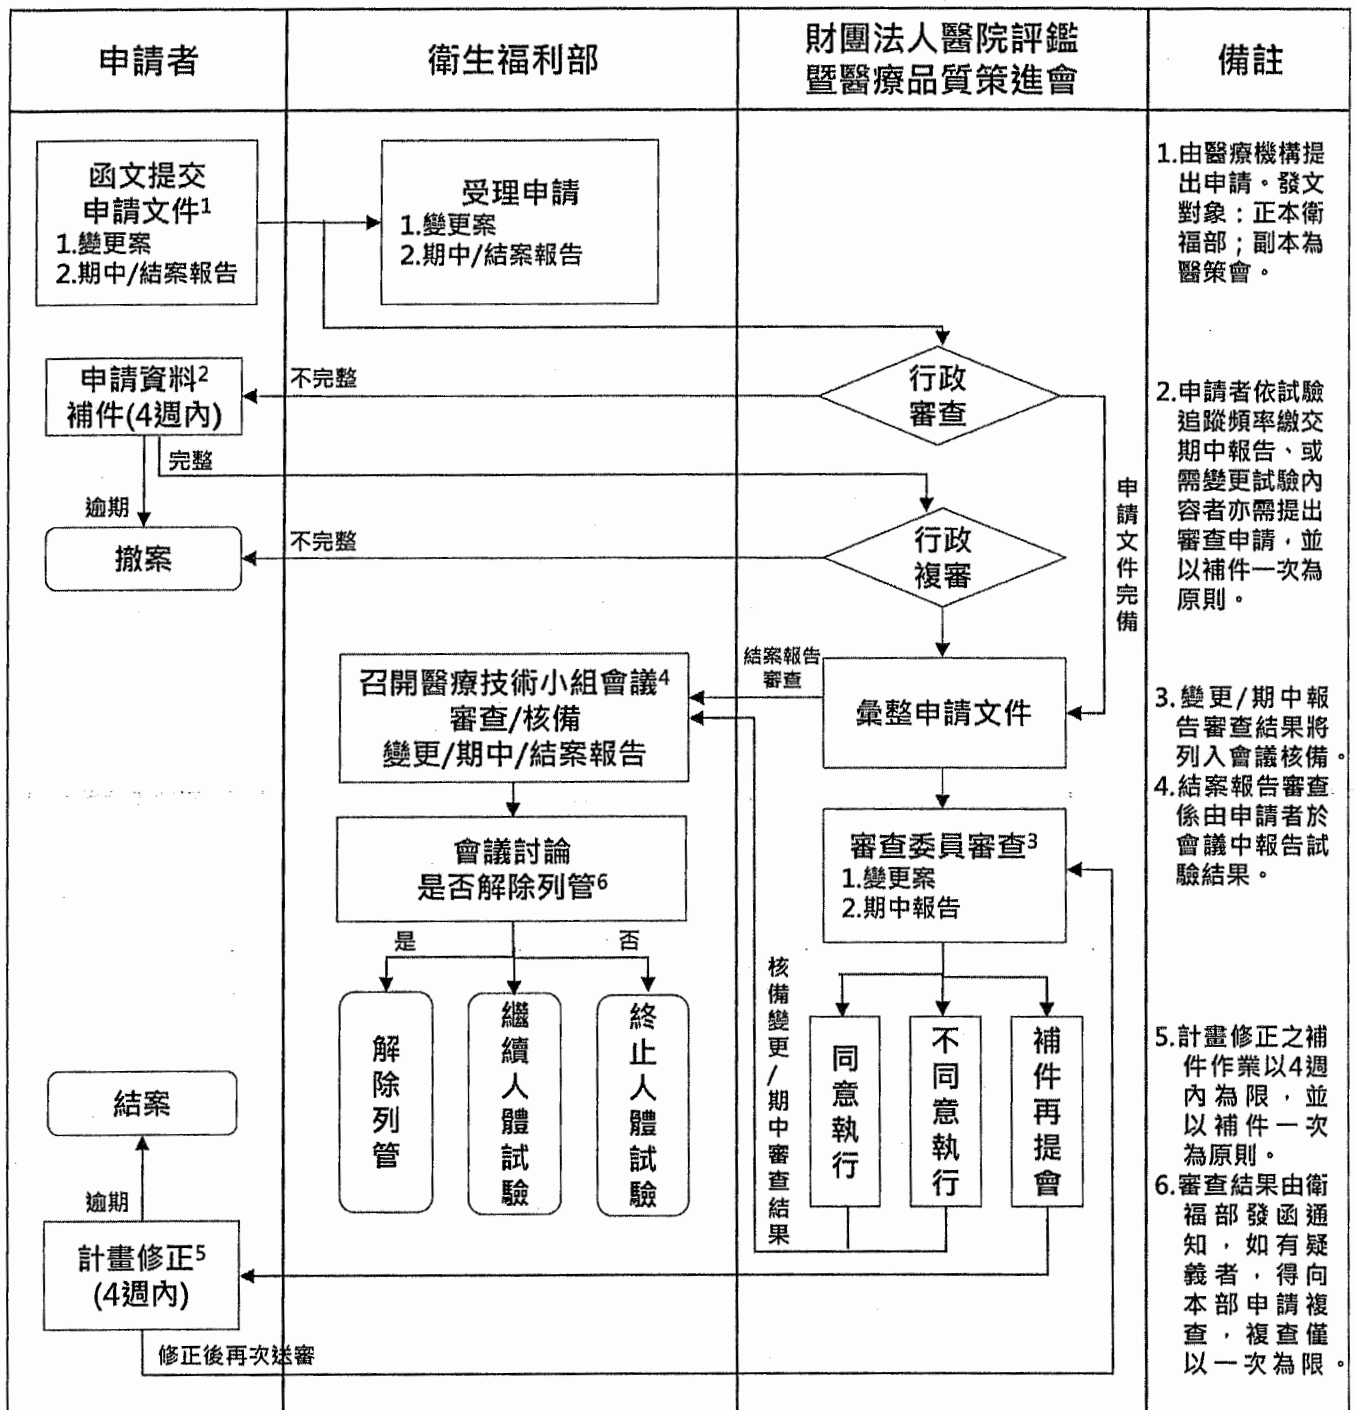 申請者
衛生福利部
財團法人醫院評鑑
暨醫療品質策進會
備註
函文提交
申請文件1
1.變更案
2.期中/結案報告
受理申請
1.變更案
2.期中/結案報告
1.由醫療機構提
出申請。發文
對象：正本衛
福部；副本為
醫策會。
申請資料2
補件(4週內)
不完整
行政
審查
完整
逾期
撤案
不完整
行政
複審
申請文件完備
2.申請者依試驗
追蹤頻率繳交
期中報告、或
需變更試驗內
容者亦需提出
審查申請，並
以補件一次為
原則。
召開醫療技術小組會議4
審查/核備
變更/期中/結案報告
結案報告
審查
彙整申請文件
3.變更/期中報
告審查結果將
列入會議核備。
4.結案報告審查
係由申請者於
會議中報告試
驗結果。
會議討論
是否解除列管6
審查委員審查3
1.變更案
2.期中報告
是
否
解除列管
繼續人體試驗
終止人體試驗
核備變更/期中審查結果
同意執行
不同意執行
補件再提會
結案
逾期
計畫修正5
(4週內)
修正後再次送審
5.計畫修正之補
件作業以4週
內為限，並
以補件一次
為原則。
6.審查結果由衛
福部發函通
知，如有疑
義者，得向
本部申請複
查，複查僅
以一次為限。